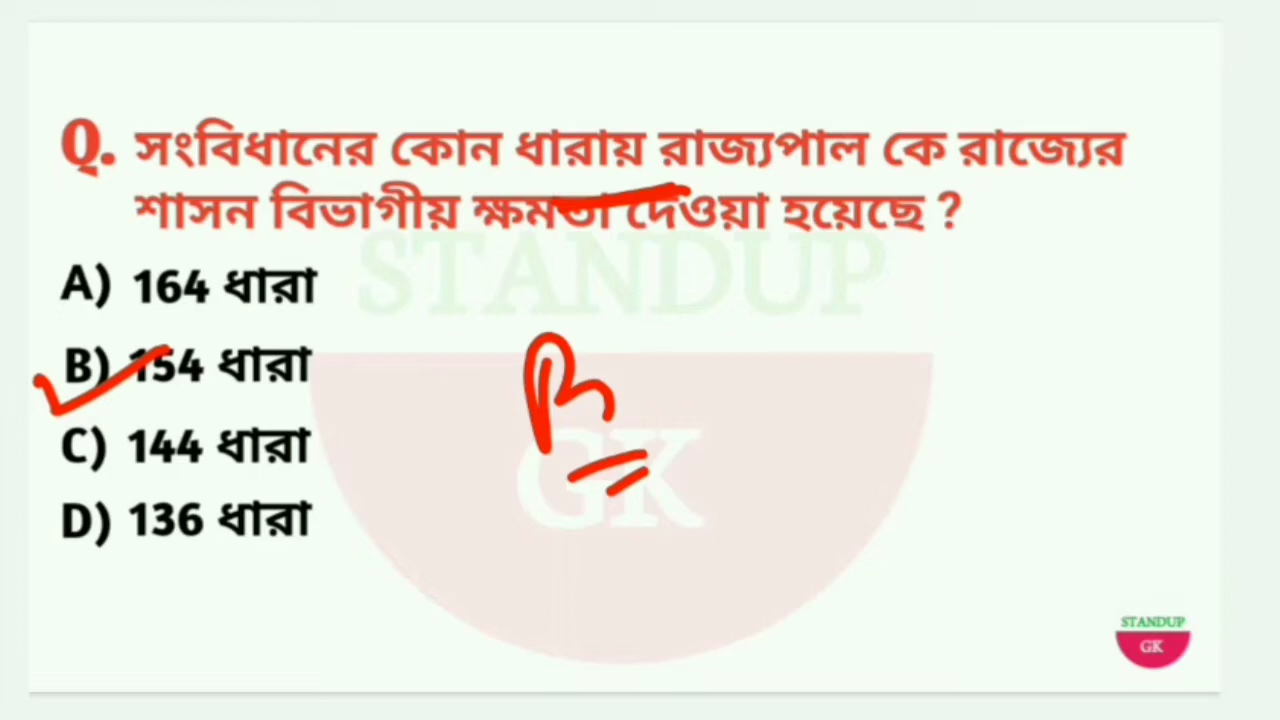 Q. সংবিধানের কোন ধারায় রাজ্যপাল কে রাজ্যের
শাসন বিভাগীয় ক্ষমতা দেওয়া হয়েছে ?
A) 164 ধারা
B) 154 ধারা
C) 144 ধারা
D) 136 ধারা
B
STANDUP
GK
STANDUP
GK